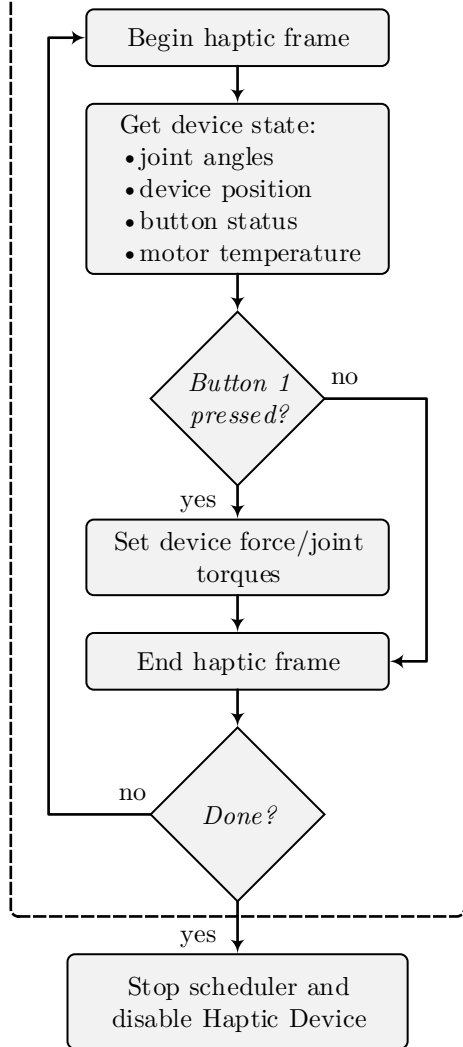 Begin haptic frame
Get device state:
• joint angles
• device position
• button status
• motor temperature
Button 1
pressed?
no
yes
Set device force/joint
torques
End haptic frame
no
Done?
yes
Stop scheduler and
disable Haptic Device